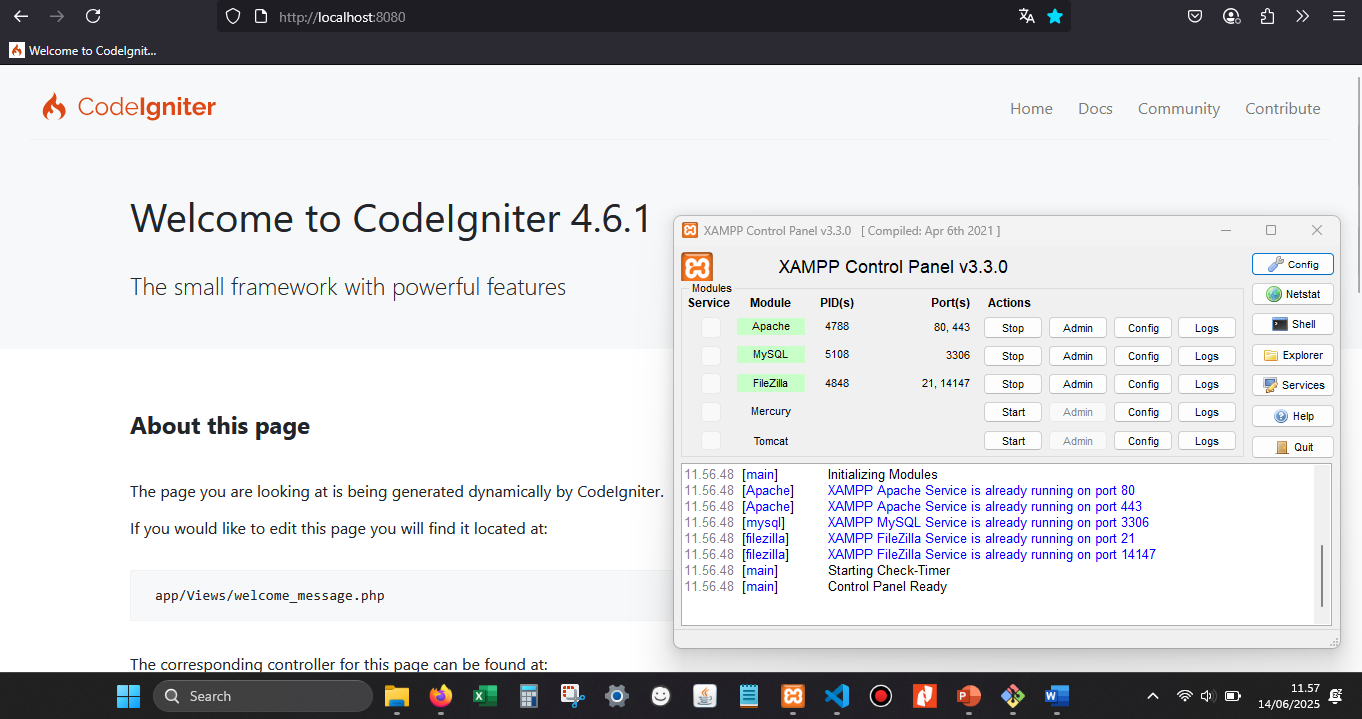 http://localhost:8080
Welcome to CodeIgnit...
CodeIgniter
Home Docs Community Contribute
Welcome to CodeIgniter 4.6.1
The small framework with powerful features
About this page
The page you are looking at is being generated dynamically by CodeIgniter.
If you would like to edit this page you will find it located at:
app/Views/welcome_message.php
The corresponding controller for this page can be found at:
XAMPP Control Panel v3.3.0 [ Compiled: Apr 6th 2021 ]
XAMPP Control Panel v3.3.0
Config
Modules
Service Module PID(s) Port(s) Actions
Netstat
Apache 4788 80, 443 Stop Admin Config Logs
Shell
MySQL 5108 3306 Stop Admin Config Logs
Explorer
FileZilla 4848 21, 14147 Stop Admin Config Logs
Services
Mercury Start Admin Config Logs
Help
Tomcat Start Admin Config Logs
Quit
11.56.48 [main] Initializing Modules
11.56.48 [Apache] XAMPP Apache Service is already running on port 80
11.56.48 [Apache] XAMPP Apache Service is already running on port 443
11.56.48 [mysql] XAMPP MySQL Service is already running on port 3306
11.56.48 [filezilla] XAMPP FileZilla Service is already running on port 21
11.56.48 [filezilla] XAMPP FileZilla Service is already running on port 14147
11.56.48 [main] Starting Check-Timer
11.56.48 [main] Control Panel Ready
Search
11.57
14/06/2025